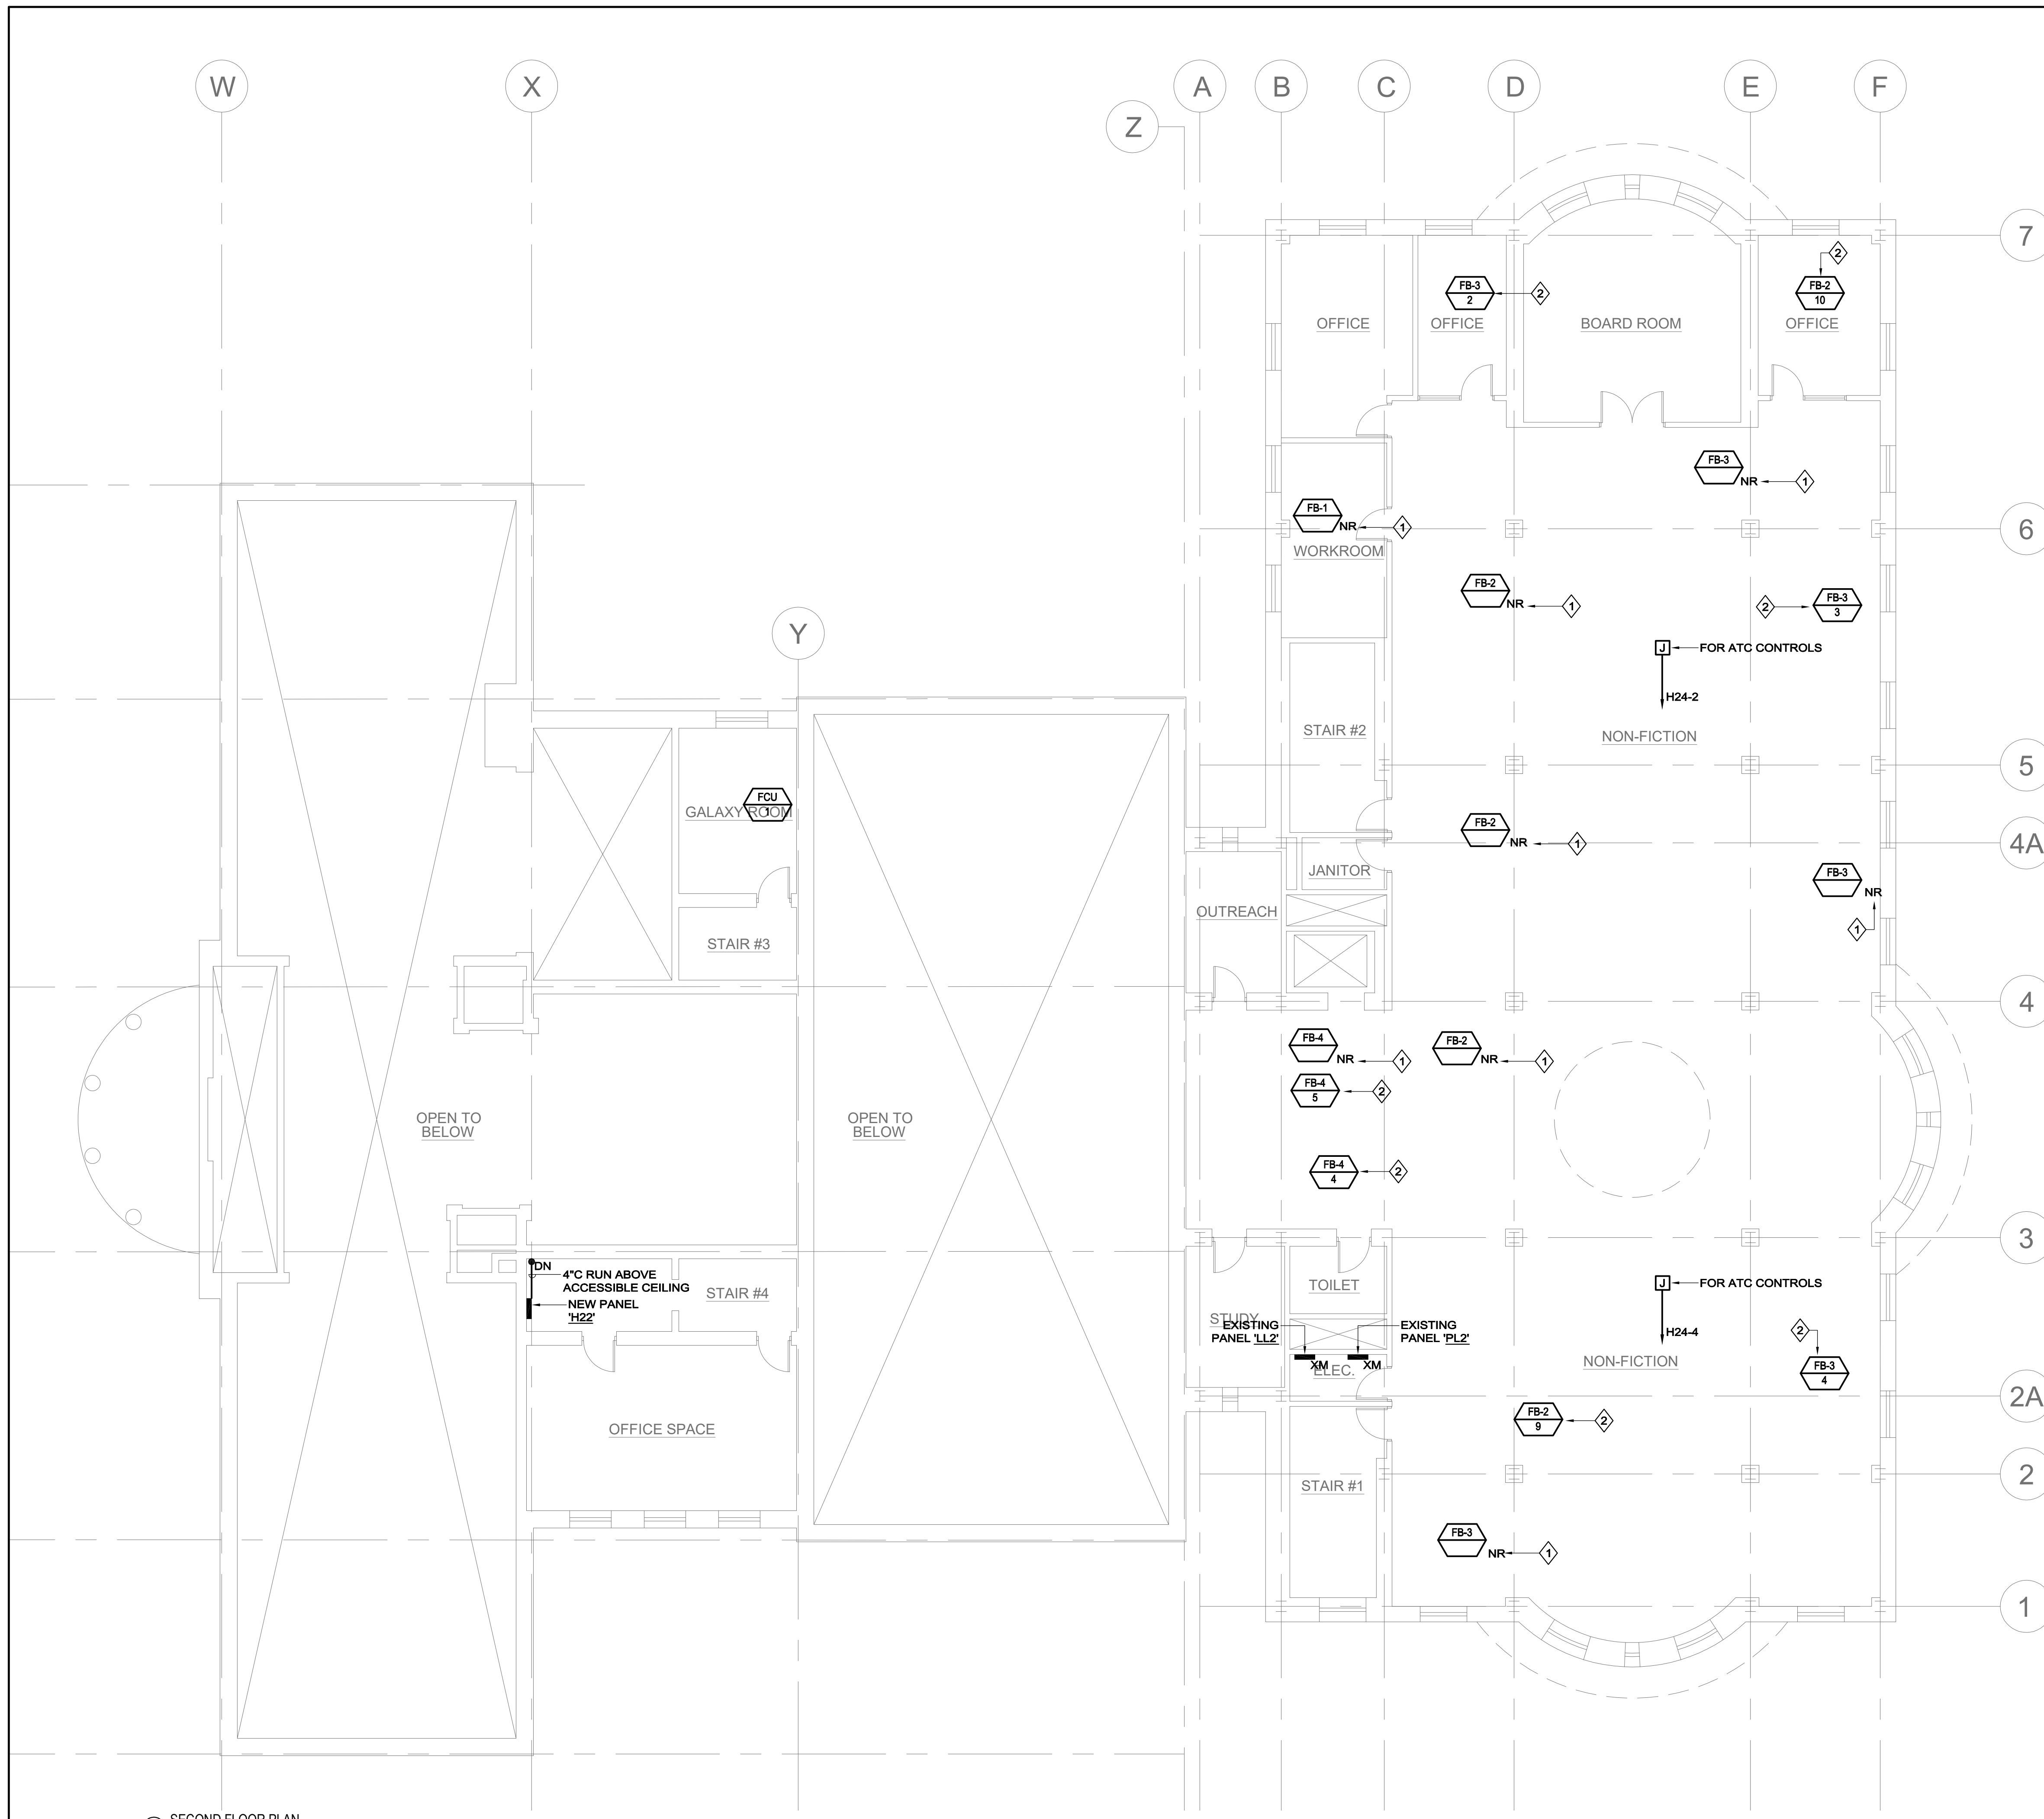 W
X
A
B
C
D
E
F
Z
7
2
FB-3
2
2
FB-2
10
OFFICE
OFFICE
BOARD ROOM
OFFICE
FB-3
NR
1
FB-1
NR
1
6
WORKROOM
FB-2
NR
1
2
FB-3
3
Y
J
FOR ATC CONTROLS
H24-2
STAIR #2
NON-FICTION
5
FCU
1
GALAXY ROOM
FB-2
NR
1
4A
JANITOR
FB-3
NR
1
OUTREACH
STAIR #3
4
FB-4
NR
1
FB-2
NR
1
FB-4
5
2
OPEN TO
BELOW
OPEN TO
BELOW
FB-4
4
2
3
DN
4"C RUN ABOVE
ACCESSIBLE CEILING
NEW PANEL
'H22'
STAIR #4
TOILET
J
FOR ATC CONTROLS
H24-4
STUDY
EXISTING
PANEL 'LL2'
EXISTING
PANEL 'PL2'
XM
XM
ELEC.
2
FB-3
4
NON-FICTION
2A
FB-2
9
2
OFFICE SPACE
2
STAIR #1
FB-3
NR
1
1
SECOND FLOOR PLAN